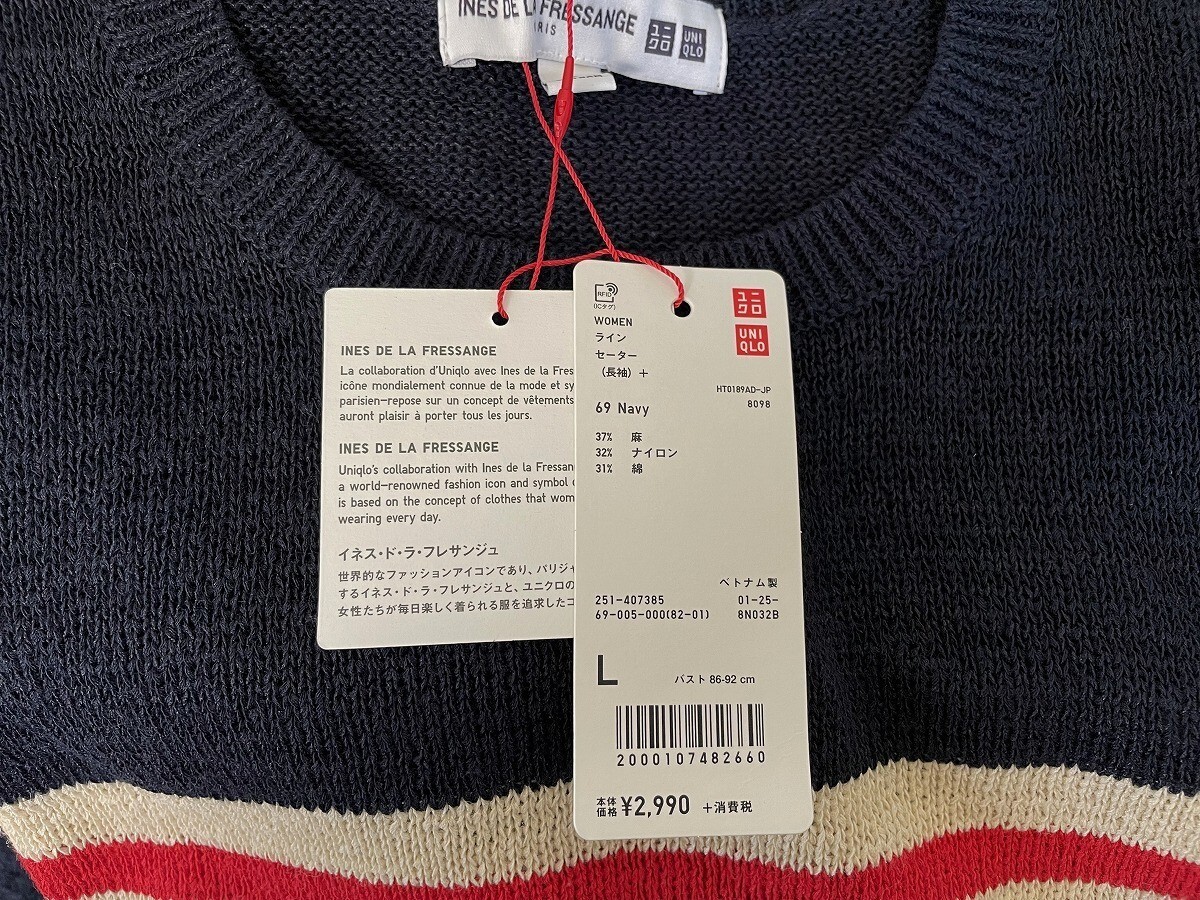 INES DE LA FRESSANGE
ユニクロ
UNI
QLO
INES DE LA FRESSANGE
La collaboration d'Uniqlo avec Ines de la Fres
icône mondialement connue de la mode et sy
parisien-repose sur un concept de vêtements
auront plaisir à porter tous les jours.
INES DE LA FRESSANGE
Uniqlo's collaboration with Ines de la Fressan
a world-renowned fashion icon and symbol
is based on the concept of clothes that wom
wearing every day.
イネス・ド・ラ・フレサンジュ
世界的なファッションアイコンであり、パリジャ
するイネス・ド・ラ・フレサンジュと、ユニクロの
女性たちが毎日楽しく着られる服を追求したコ
RFID
(ICタグ)
ユニ
クロ
UNI
QLO
WOMEN
ライン
セーター
(長袖)+
HT0189AD-JP
69 Navy 8098
37% 麻
32% ナイロン
31% 綿
ベトナム製
251-407385 01-25-
69-005-000(82-01) 8N032B
L バスト 86-92 cm
2000107482660
本体価格 ¥2,990 +消費税